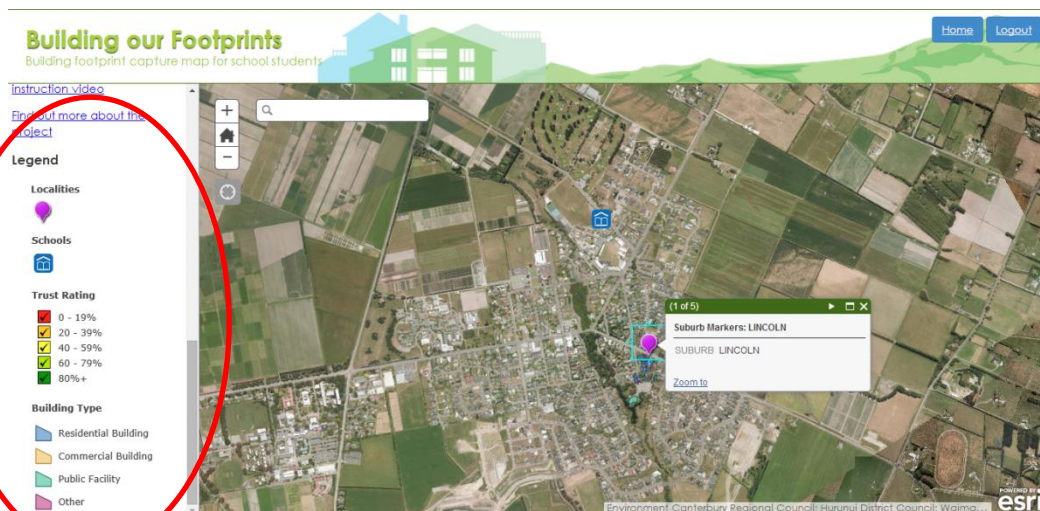 Building our Footprints
Building footprint capture map for school students
Home
Logout
instruction video
Find out more about the
project
Legend
Localities
Schools
Trust Rating
0 - 19%
20 - 39%
40 - 59%
60 - 79%
80%+
Building Type
Residential Building
Commercial Building
Public Facility
Other
+
-
(1 of 5)
Suburb Markers: LINCOLN
SUBURB LINCOLN
Zoom to
Environment Canterbury Regional Council; Hurunui District Council; Waima...
POWERED BY
esri